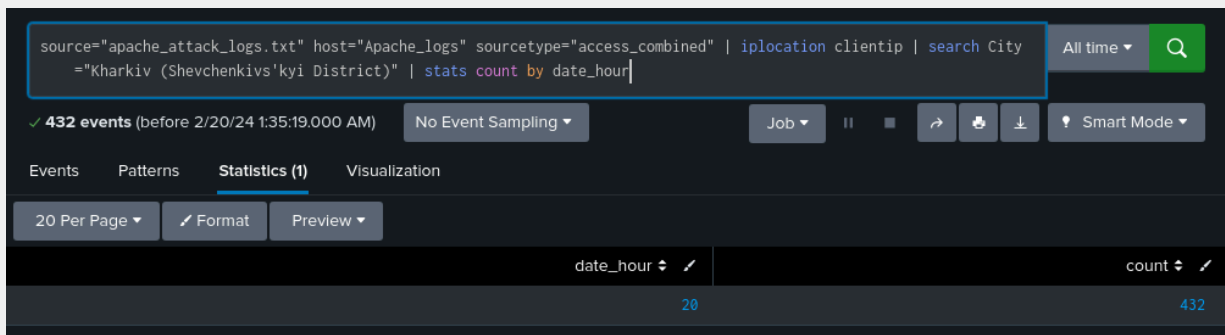 source="apache_attack_logs.txt" host="Apache_logs" sourcetype="access_combined" | iplocation clientip | search City
="Kharkiv (Shevchenkivs'kyi District)" | stats count by date_hour
All time
432 events (before 2/20/24 1:35:19.000 AM)
No Event Sampling
Job
Smart Mode
Events Patterns Statistics (1) Visualization
20 Per Page Format Preview
date_hour count
20 432